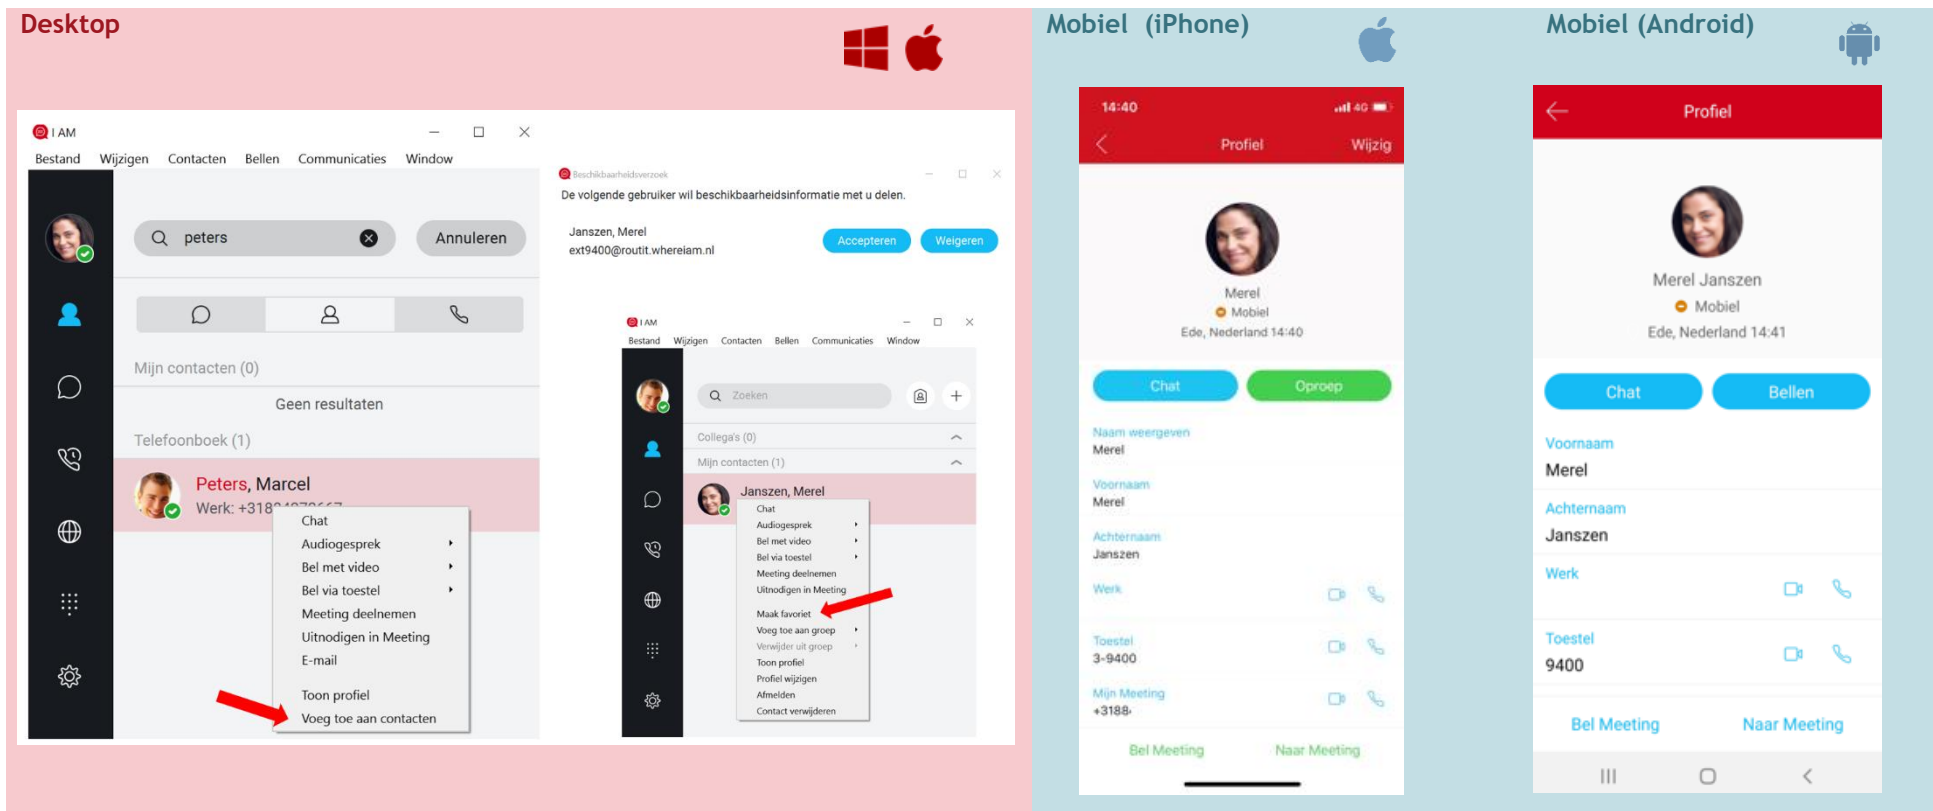 Desktop
I AM
Bestand Wijzigen Contacten Bellen Communicaties Window
peters
Annuleren
Mijn contacten (0)
Geen resultaten
Telefoonboek (1)
Peters, Marcel
Werk:
Chat
Audiogesprek
Bel met video
Bel via toestel
Meeting deelnemen
Uitnodigen in Meeting
E-mail
Toon profiel
Voeg toe aan contacten
Beschikbaarheidsverzoek
De volgende gebruiker wil beschikbaarheidsinformatie met u delen.
Janszen, Merel
ext9400@routit.whereiam.nl
Accepteren
Weigeren
I AM
Bestand Wijzigen Contacten Bellen Communicaties Window
Zoeken
Collega's (0)
Mijn contacten (1)
Janszen, Merel
Chat
Audiogesprek
Bel met video
Bel via toestel
Meeting deelnemen
Uitnodigen in Meeting
Maak favoriet
Voeg toe aan groep
Verwijder uit groep
Toon profiel
Profiel wijzigen
Afmelden
Contact verwijderen
Mobiel (iPhone)
14:40
4G
Profiel
Wijzig
Merel
Mobiel
Ede, Nederland 14:40
Chat
Oproep
Naam weergeven
Merel
Voornaam
Merel
Achternaam
Janszen
Werk
Toestel
3-9400
Mijn Meeting
+3188
Bel Meeting
Naar Meeting
Mobiel (Android)
Profiel
Merel Janszen
Mobiel
Ede, Nederland 14:41
Chat
Bellen
Voornaam
Merel
Achternaam
Janszen
Werk
Toestel
9400
Bel Meeting
Naar Meeting